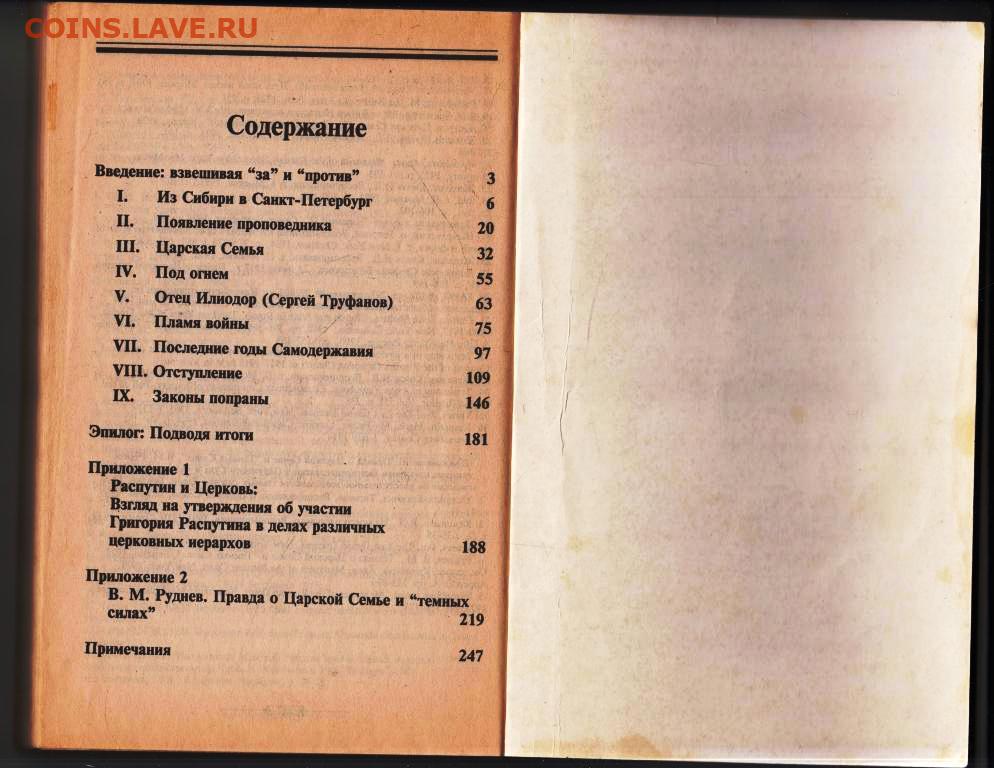 COINS.LAVE.RU
Содержание
Введение: взвешивая “за” и “против” 3
I. Из Сибири в Санкт-Петербург 6
II. Появление проповедника 20
III. Царская Семья 32
IV. Под огнем 55
V. Отец Илиодор (Сергей Труфанов) 63
VI. Пламя войны 75
VII. Последние годы Самодержавия 97
VIII. Отступление 109
IX. Законы попраны 146
Эпилог: Подводя итоги 181
Приложение 1
Распутин и Церковь:
Взгляд на утверждения об участии
Григория Распутина в делах различных
церковных иерархов 188
Приложение 2
В. М. Руднев. Правда о Царской Семье и “темных
силах” 219
Примечания 247